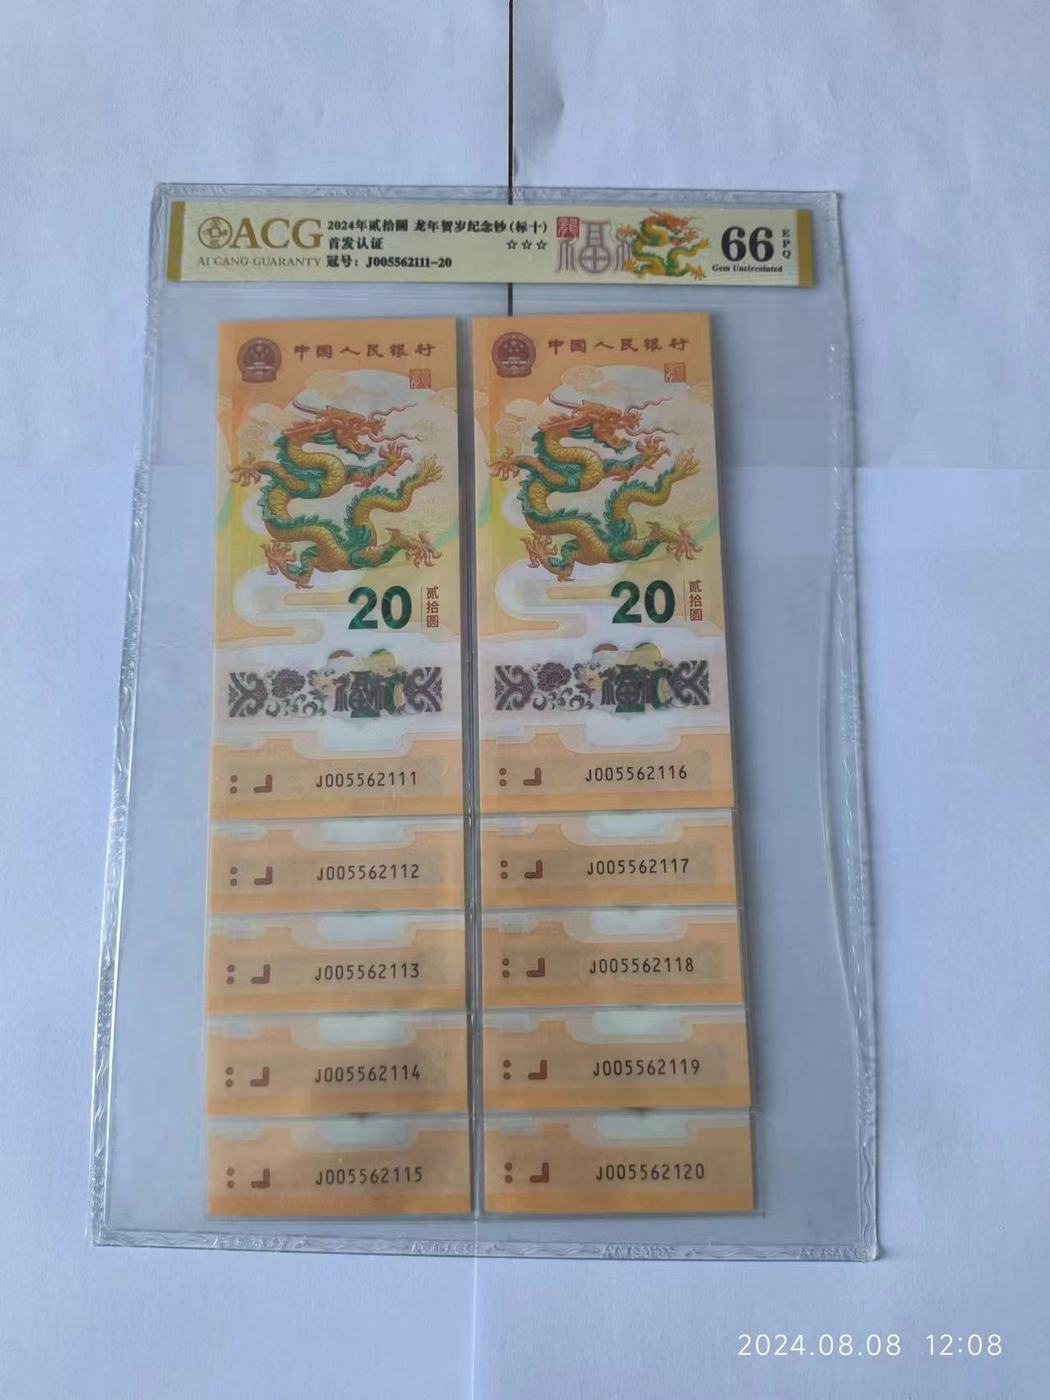 ACG
AI CANG GUARANTY
2024年贰拾圆 龙年贺岁纪念钞(标十)
首发认证 ☆☆☆
冠号：J005562111-20
福
66
EPQ
Gem Uncirculated
中国人民银行
20
贰拾圆
福
J005562111
J005562112
J005562113
J005562114
J005562115
中国人民银行
20
贰拾圆
福
J005562116
J005562117
J005562118
J005562119
J005562120
2024.08.08 12:08